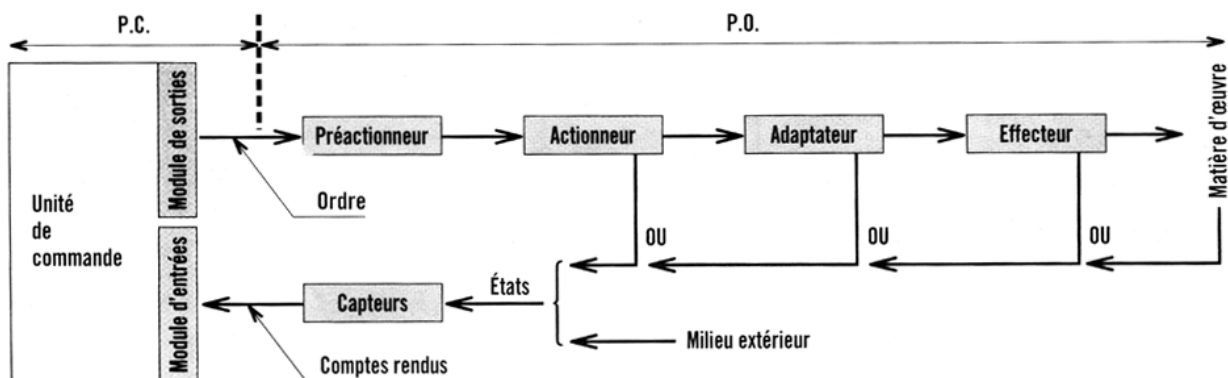 P.C.
P.O.
Module de sorties
Préactionneur
Actionneur
Adaptateur
Effecteur
Matière d'œuvre
Ordre
Unité
de
commande
OU
OU
OU
Module d'entrées
Capteurs
États
Milieu extérieur
Comptes rendus